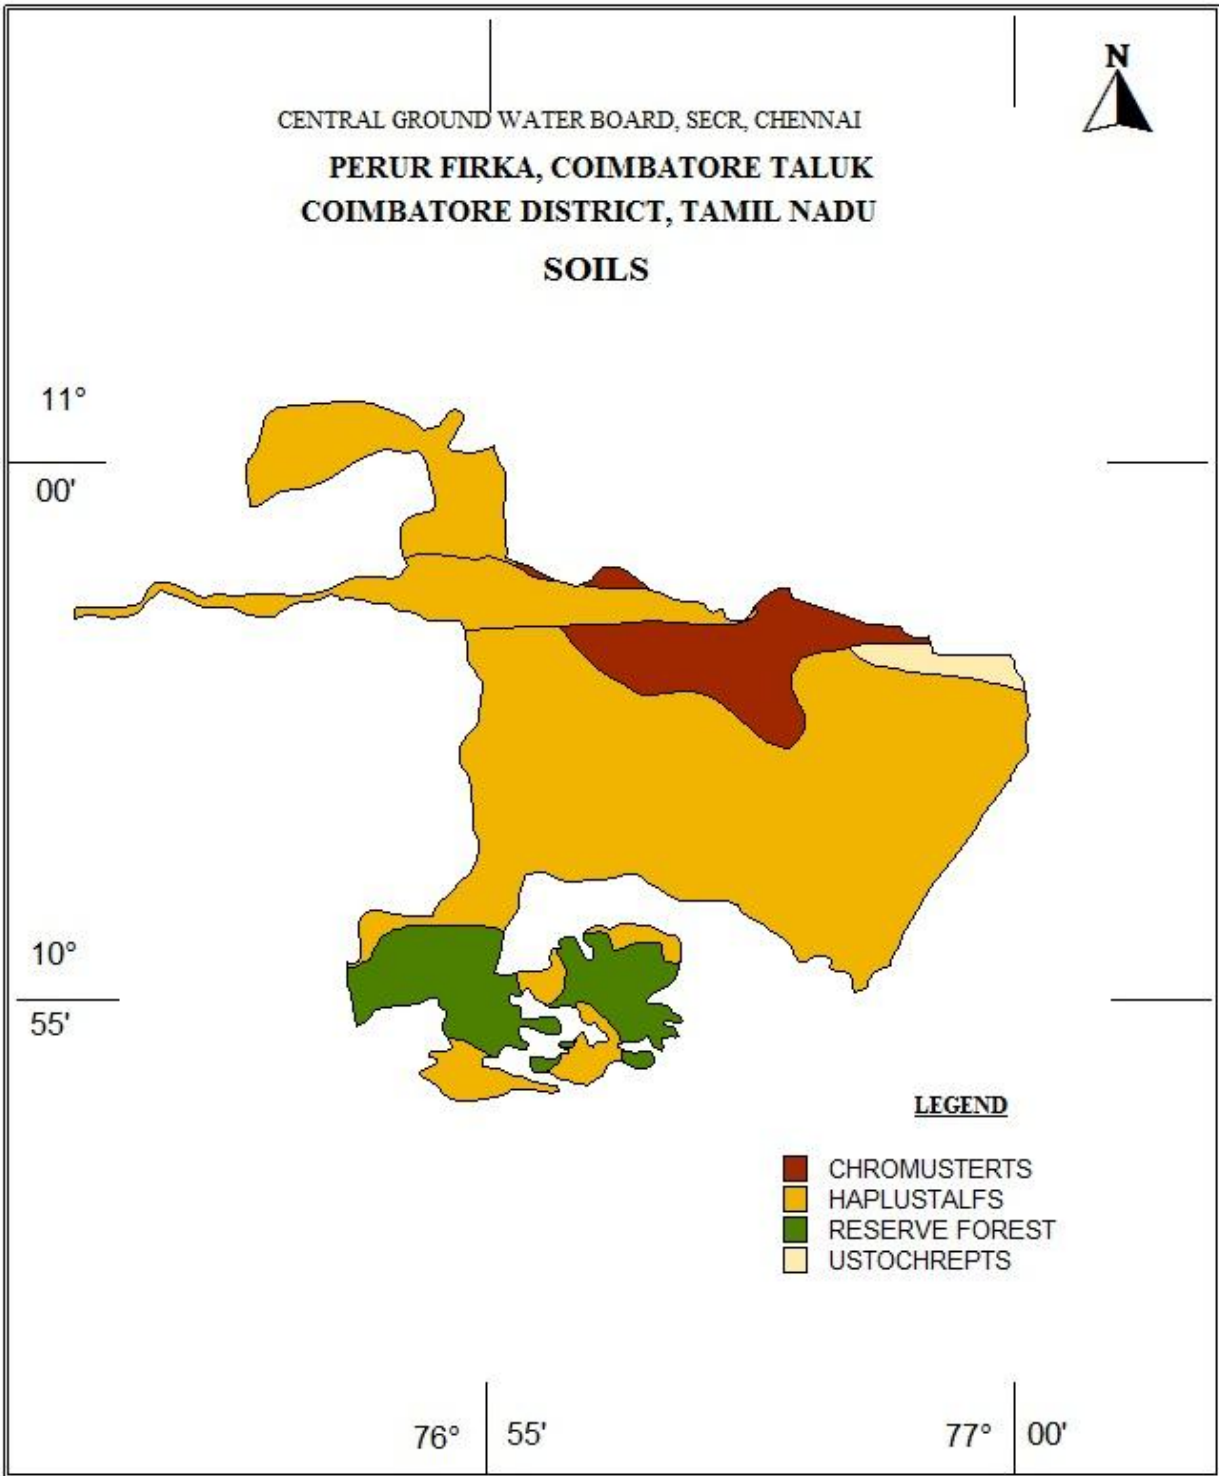 N
CENTRAL GROUND WATER BOARD, SECR, CHENNAI
PERUR FIRKA, COIMBATORE TALUK
COIMBATORE DISTRICT, TAMIL NADU
SOILS
11°
00'
10°
55'
LEGEND
CHROMUSTERTS
HAPLUSTALFS
RESERVE FOREST
USTOCHREPTS
76° 55'
77° 00'